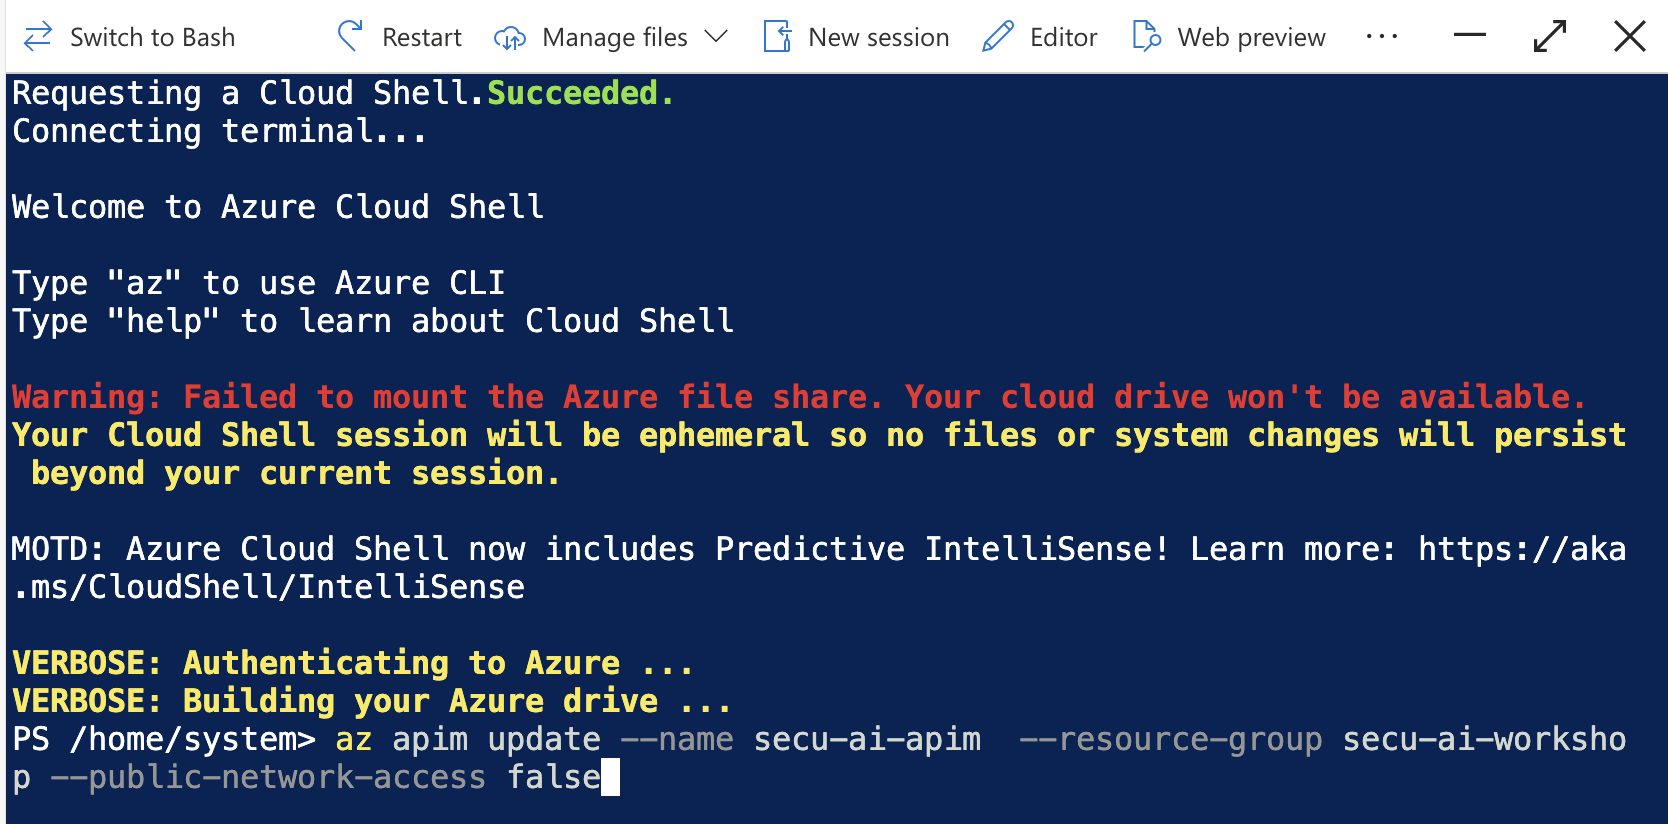 Switch to Bash Restart Manage files New session Editor Web preview ...
Requesting a Cloud Shell.Succeeded.
Connecting terminal...
Welcome to Azure Cloud Shell
Type "az" to use Azure CLI
Type "help" to learn about Cloud Shell
Warning: Failed to mount the Azure file share. Your cloud drive won't be available.
Your Cloud Shell session will be ephemeral so no files or system changes will persist
beyond your current session.
MOTD: Azure Cloud Shell now includes Predictive IntelliSense! Learn more: https://aka
.ms/CloudShell/IntelliSense
VERBOSE: Authenticating to Azure ...
VERBOSE: Building your Azure drive ...
PS /home/system> az apim update --name secu-ai-apim  --resource-group secu-ai-worksho
p --public-network-access false